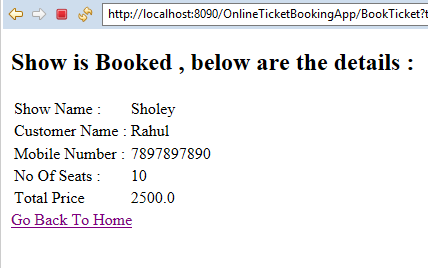 http://localhost:8090/OnlineTicketBookingApp/BookTicket?t
Show is Booked , below are the details :
Show Name : Sholey
Customer Name : Rahul
Mobile Number : 7897897890
No Of Seats : 10
Total Price 2500.0
Go Back To Home